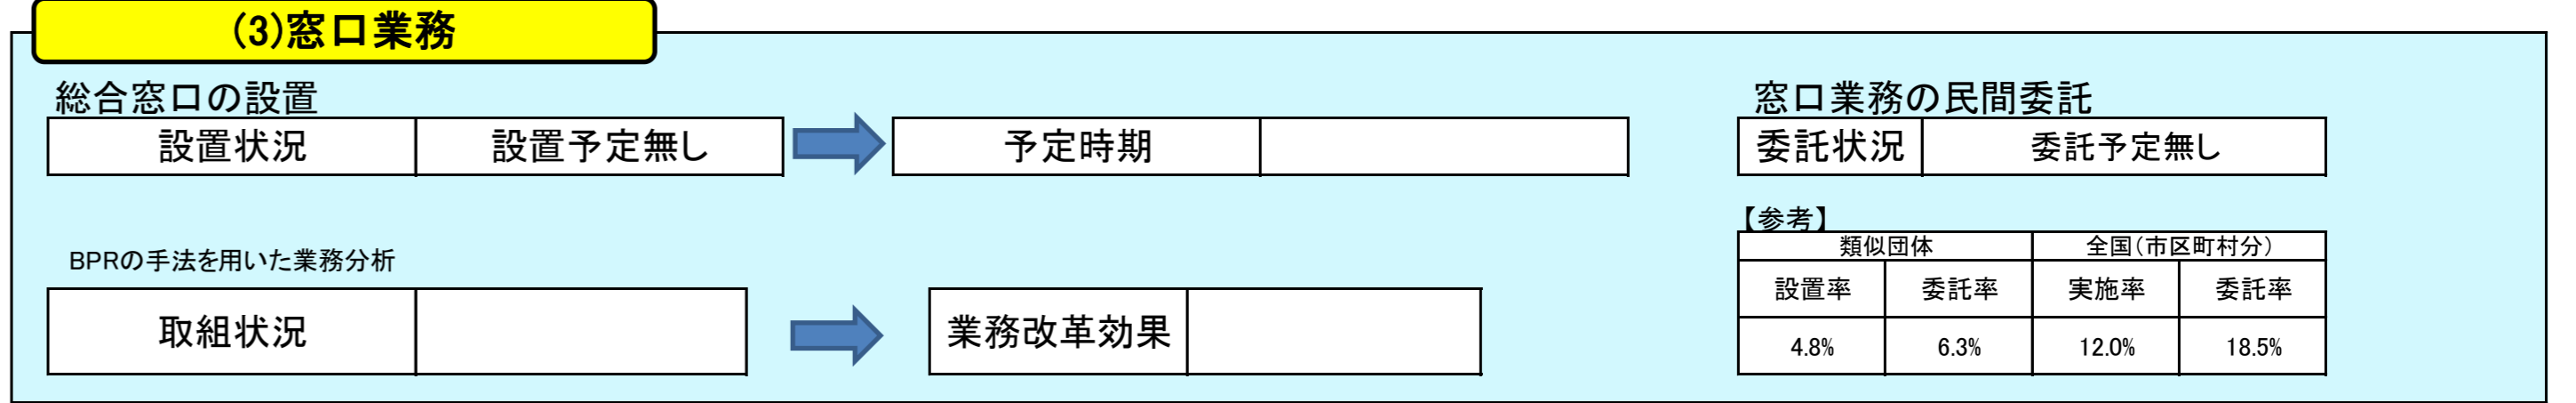 (3)窓口業務
総合窓口の設置
設置状況 設置予定無し 予定時期
窓口業務の民間委託
委託状況 委託予定無し
BPRの手法を用いた業務分析
取組状況 業務改革効果
【参考】
類似団体 全国(市区町村分)
設置率 委託率 実施率 委託率
4.8% 6.3% 12.0% 18.5%